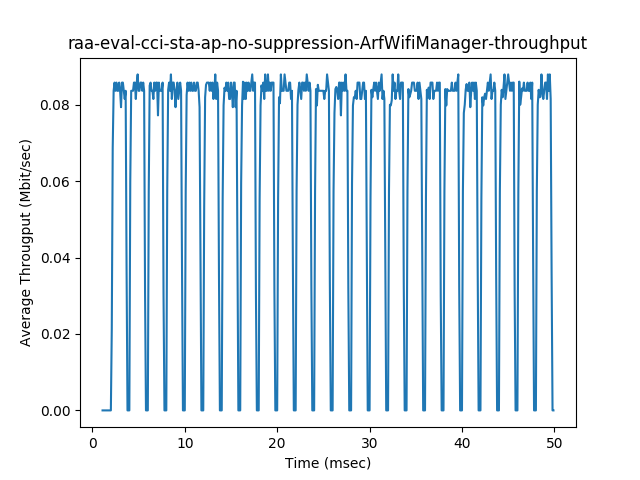 raa-eval-cci-sta-ap-no-suppression-ArfWifiManager-throughput
Average Througput (Mbit/sec)
0.08
0.06
0.04
0.02
0.00
0 10 20 30 40 50
Time (msec)